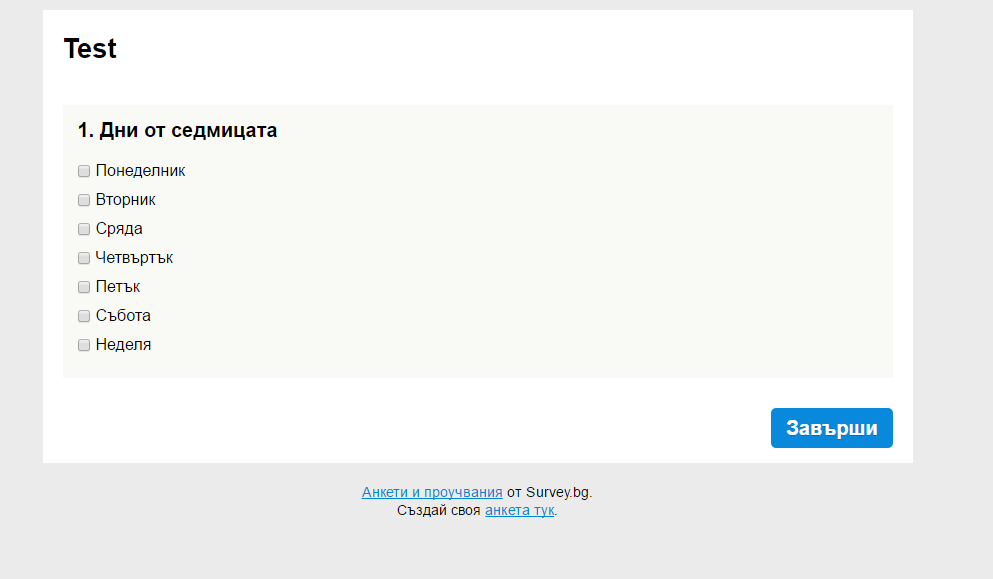 Test
1. Дни от седмицата
Понеделник
Вторник
Сряда
Четвъртък
Петък
Събота
Неделя
Завърши
Анкети и проучвания от Survey.bg.
Създай своя анкета тук.